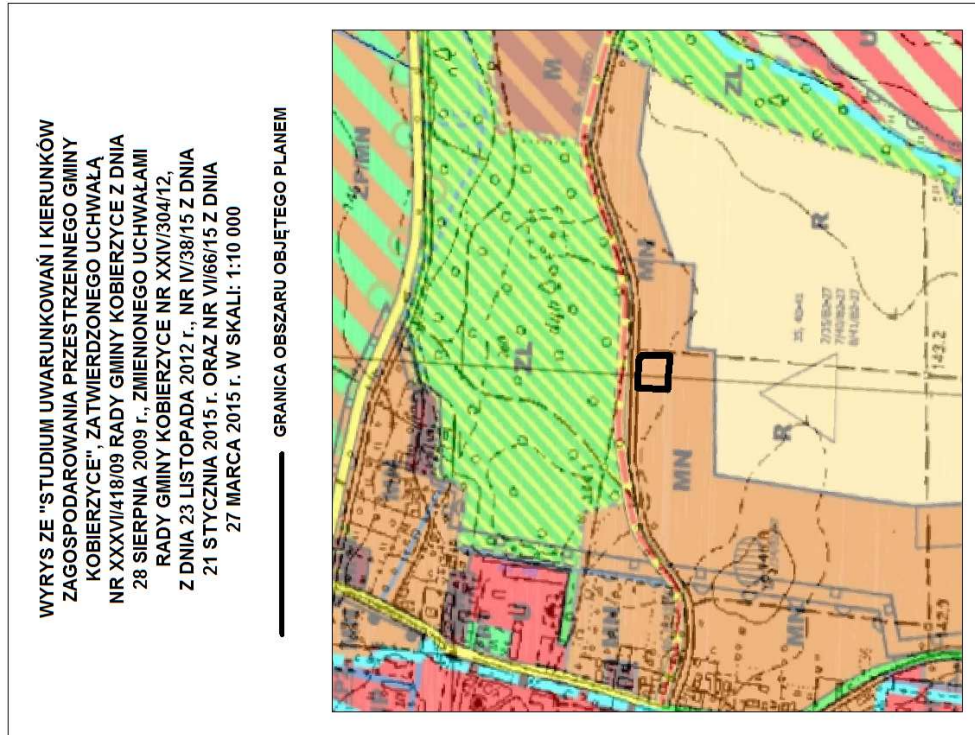 WYRYS ZE "STUDIUM UWARUNKOWAŃ I KIERUNKÓW
ZAGOSPODAROWANIA PRZESTRZENNEGO GMINY
KOBIERZYCE", ZATWIERDZONEGO UCHWAŁĄ
NR XXXVI/418/09 RADY GMINY KOBIERZYCE Z DNIA
28 SIERPNIA 2009 r., ZMIENIONEGO UCHWAŁAMI
RADY GMINY KOBIERZYCE NR XXIV/304/12,
Z DNIA 23 LISTOPADA 2012 r., NR IV/38/15 Z DNIA
21 STYCZNIA 2015 r. ORAZ NR VI/66/15 Z DNIA
27 MARCA 2015 r. W SKALI: 1:10 000
GRANICA OBSZARU OBJĘTEGO PLANEM
ZP/MN
M
U
ZL
ZL
MN
R
R
MN
MN
MN
U
143.2